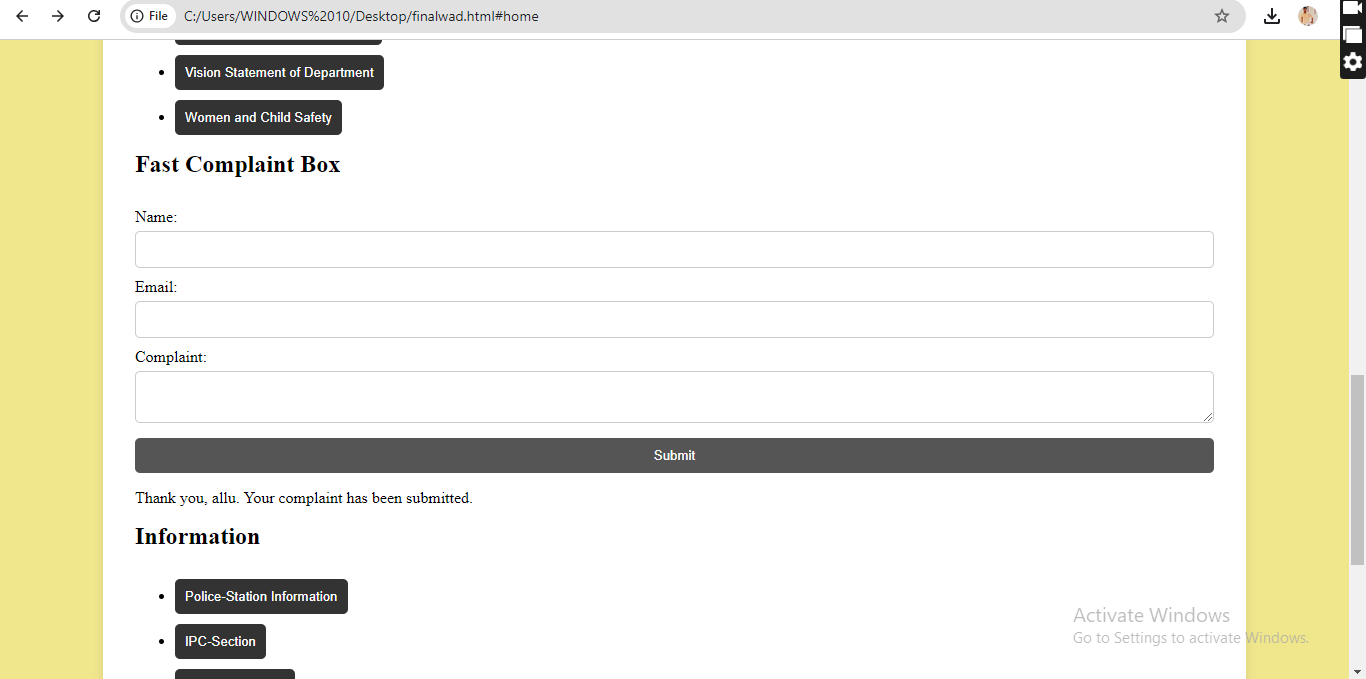 File C:/Users/WINDOWS%2010/Desktop/finalwad.html#home
Vision Statement of Department
Women and Child Safety
Fast Complaint Box
Name:
Email:
Complaint:
Submit
Thank you, allu. Your complaint has been submitted.
Information
Police-Station Information
IPC-Section
Activate Windows
Go to Settings to activate Windows.